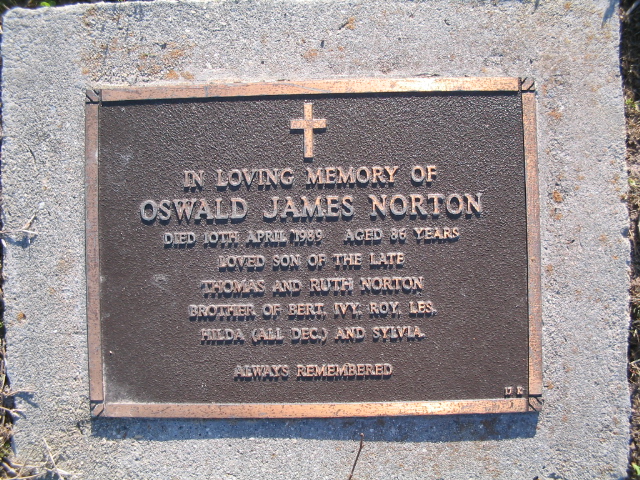 IN LOVING MEMORY OF
OSWALD JAMES NORTON
DIED 10TH APRIL 1989 AGED 86 YEARS
LOVED SON OF THE LATE
THOMAS AND RUTH NORTON
BROTHER OF BERT, IVY, ROY, LES,
HILDA (ALL DEC.) AND SYLVIA.
ALWAYS REMEMBERED